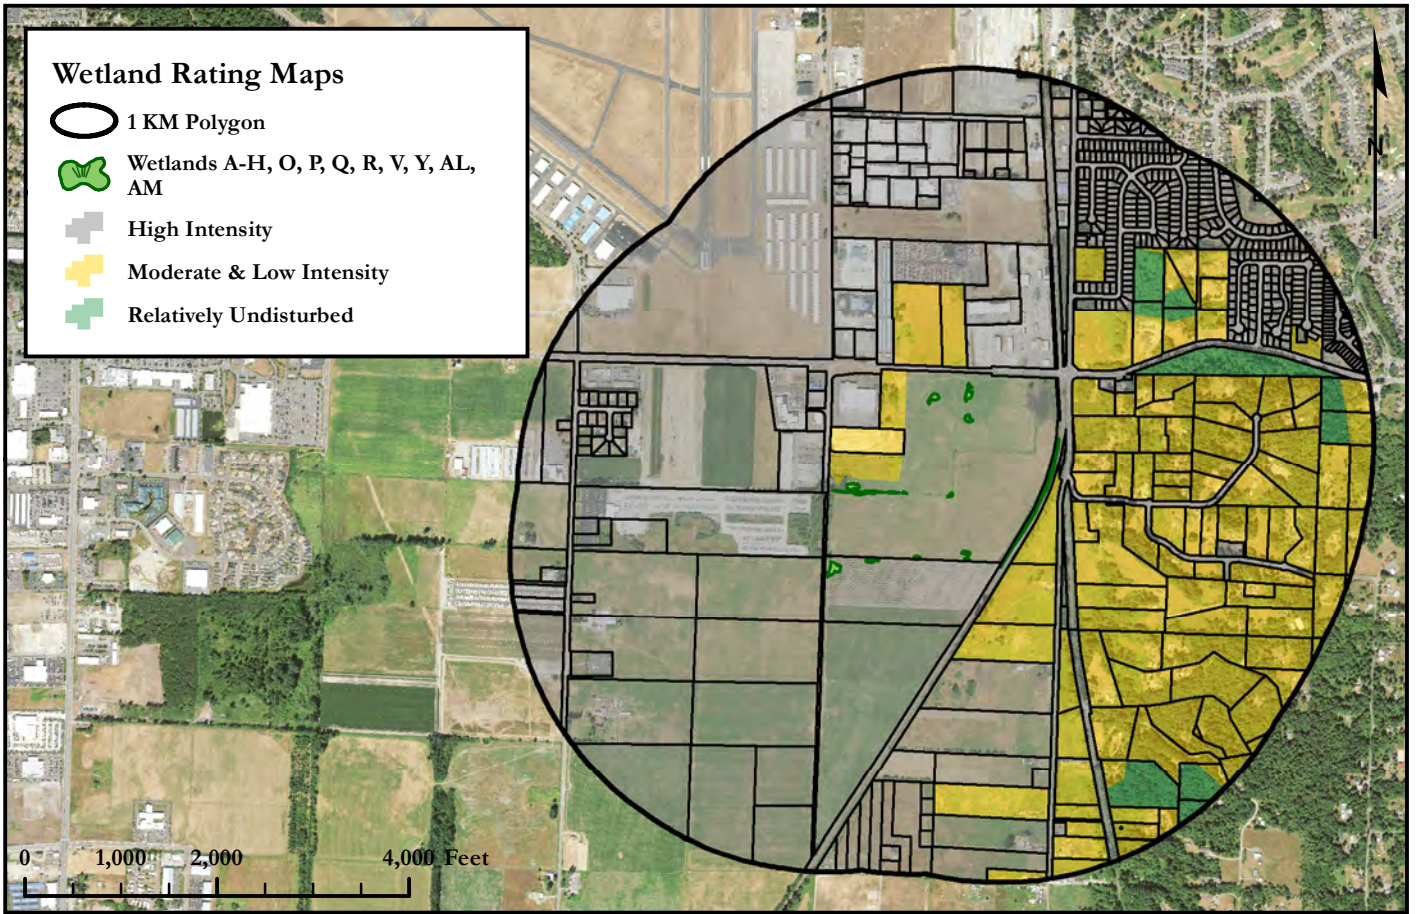 Wetland Rating Maps
1 KM Polygon
Wetlands A-H, O, P, Q, R, V, Y, AL,
AM
High Intensity
Moderate & Low Intensity
Relatively Undisturbed
N
0 1,000 2,000 4,000 Feet